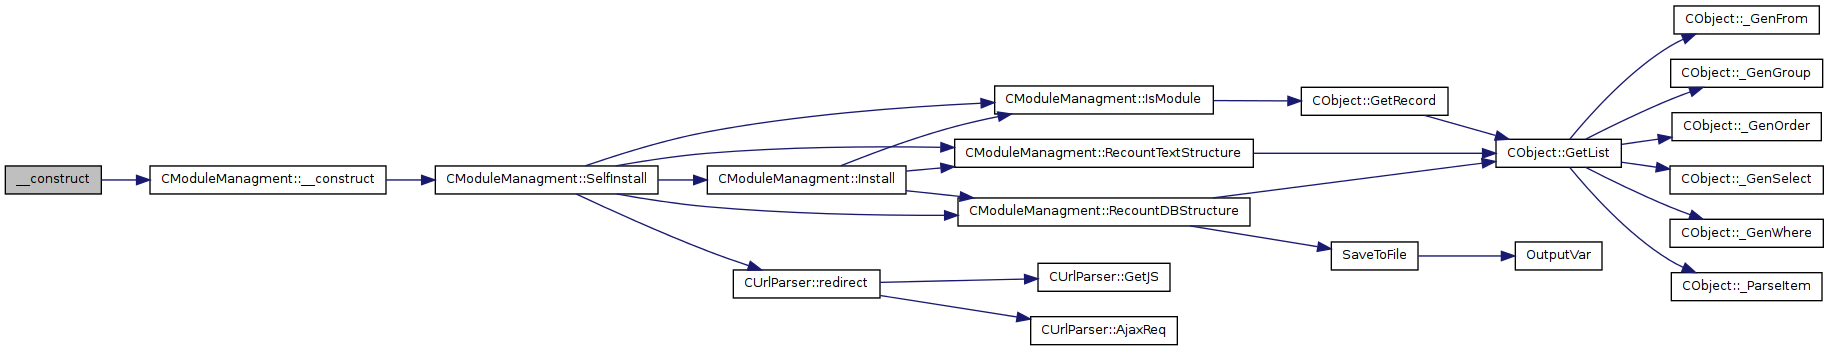 __construct
CModuleManagment::__construct
CModuleManagment::SelfInstall
CModuleManagment::Install
CUrlParser::redirect
CModuleManagment::IsModule
CModuleManagment::RecountTextStructure
CModuleManagment::RecountDBStructure
CUrlParser::GetJS
CUrlParser::AjaxReq
CObject::GetRecord
SaveToFile
CObject::GetList
OutputVar
CObject::_GenFrom
CObject::_GenGroup
CObject::_GenOrder
CObject::_GenSelect
CObject::_GenWhere
CObject::_ParseItem